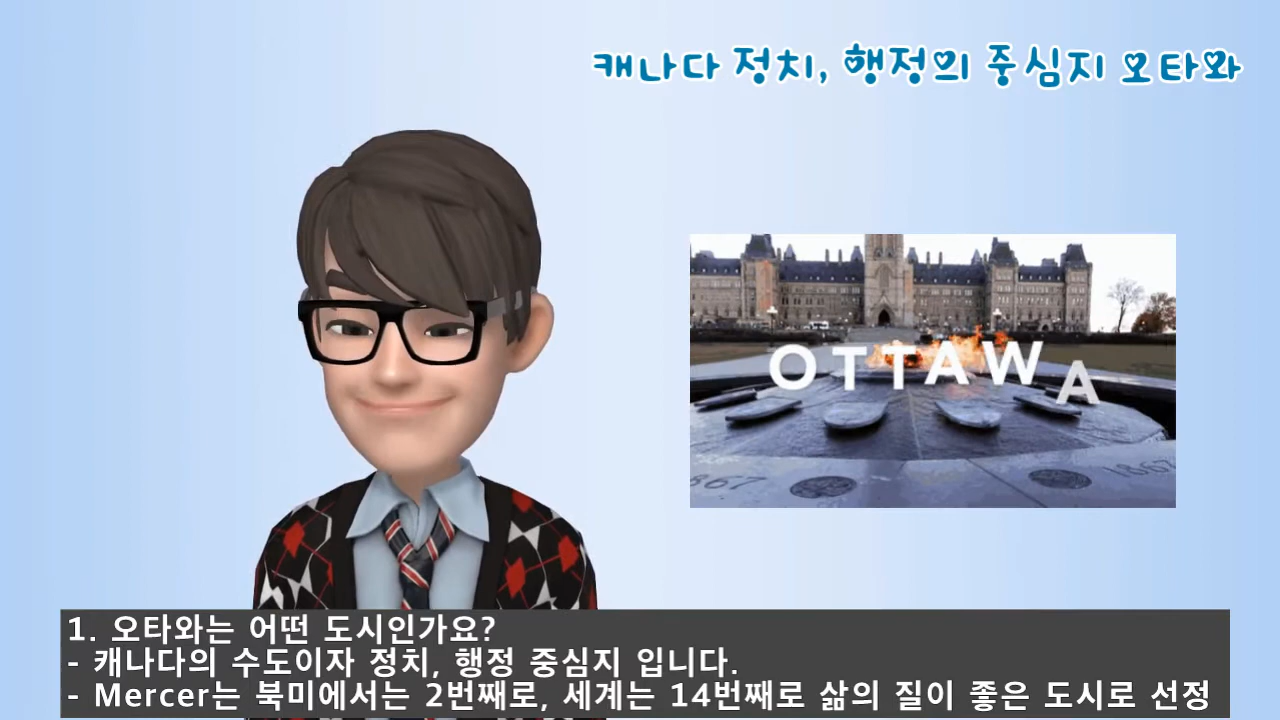 캐나다 정치, 행정의 중심지 오타와
OTTAWA
1867
1867
1. 오타와는 어떤 도시인가요?
- 캐나다의 수도이자 정치, 행정 중심지 입니다.
- Mercer는 북미에서는 2번째로, 세계는 14번째로 삶의 질이 좋은 도시로 선정